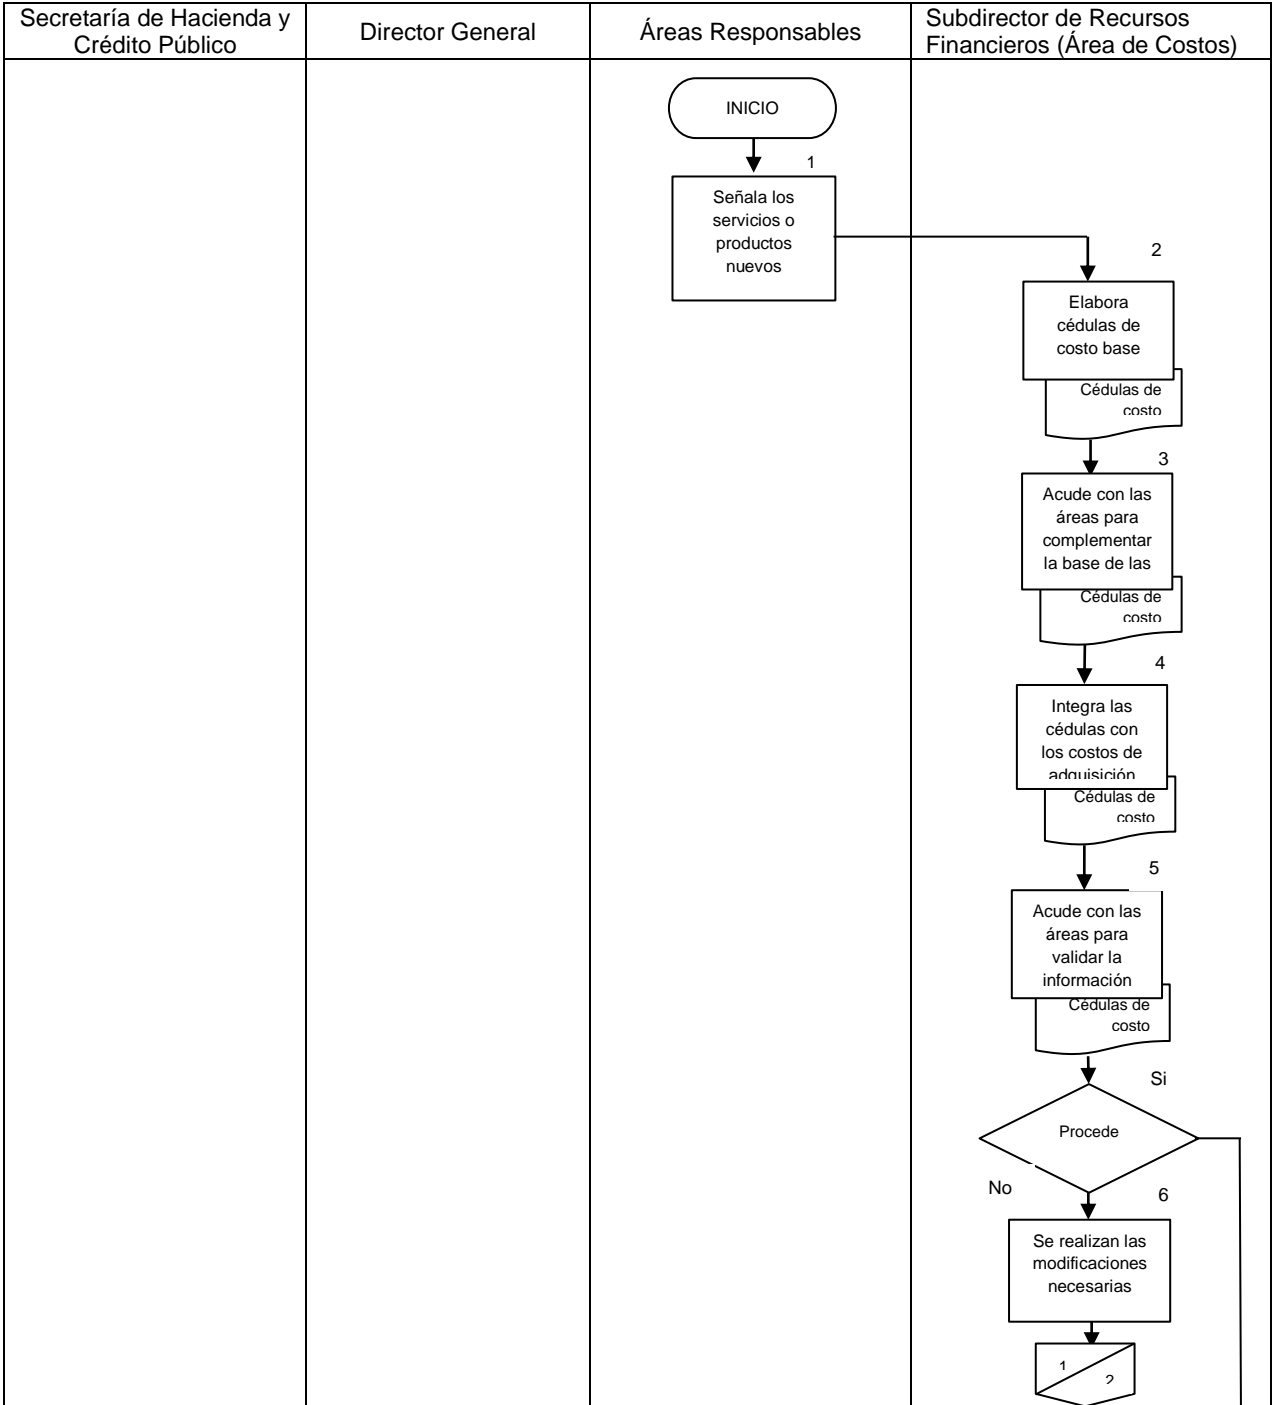 Secretaría de Hacienda y
Crédito Público
Director General
Áreas Responsables
Subdirector de Recursos
Financieros (Área de Costos)
INICIO
1
Señala los
servicios o
productos
nuevos
2
Elabora
cédulas de
costo base
Cédulas de
costo
3
Acude con las
áreas para
complementar
la base de las
Cédulas de
costo
4
Integra las
cédulas con
los costos de
adquisición
Cédulas de
costo
5
Acude con las
áreas para
validar la
información
Cédulas de
costo
Si
Procede
No
6
Se realizan las
modificaciones
necesarias
1
2